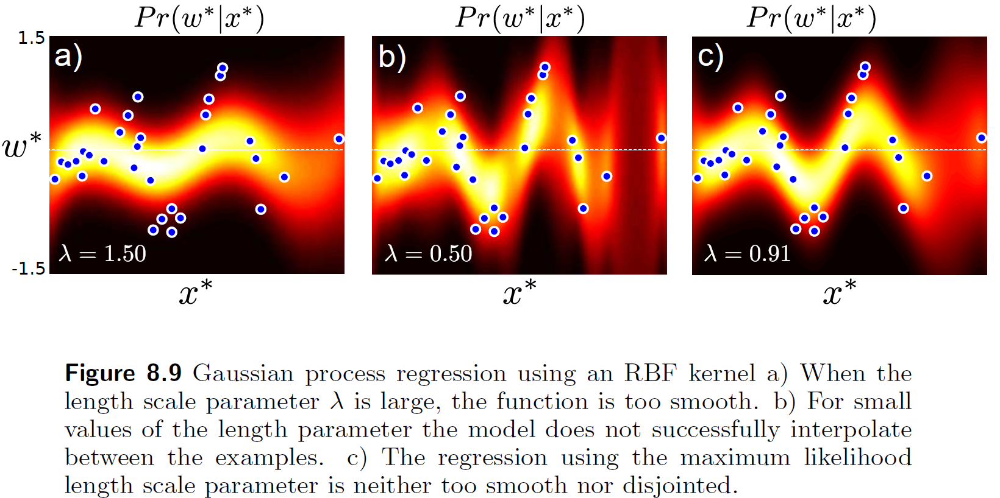 Pr(w*|x*) Pr(w*|x*) Pr(w*|x*)
1.5
a) b) c)
w*
λ = 1.50 λ = 0.50 λ = 0.91
-1.5
x* x* x*
Figure 8.9 Gaussian process regression using an RBF kernel a) When the
length scale parameter λ is large, the function is too smooth. b) For small
values of the length parameter the model does not successfully interpolate
between the examples. c) The regression using the maximum likelihood
length scale parameter is neither too smooth nor disjointed.